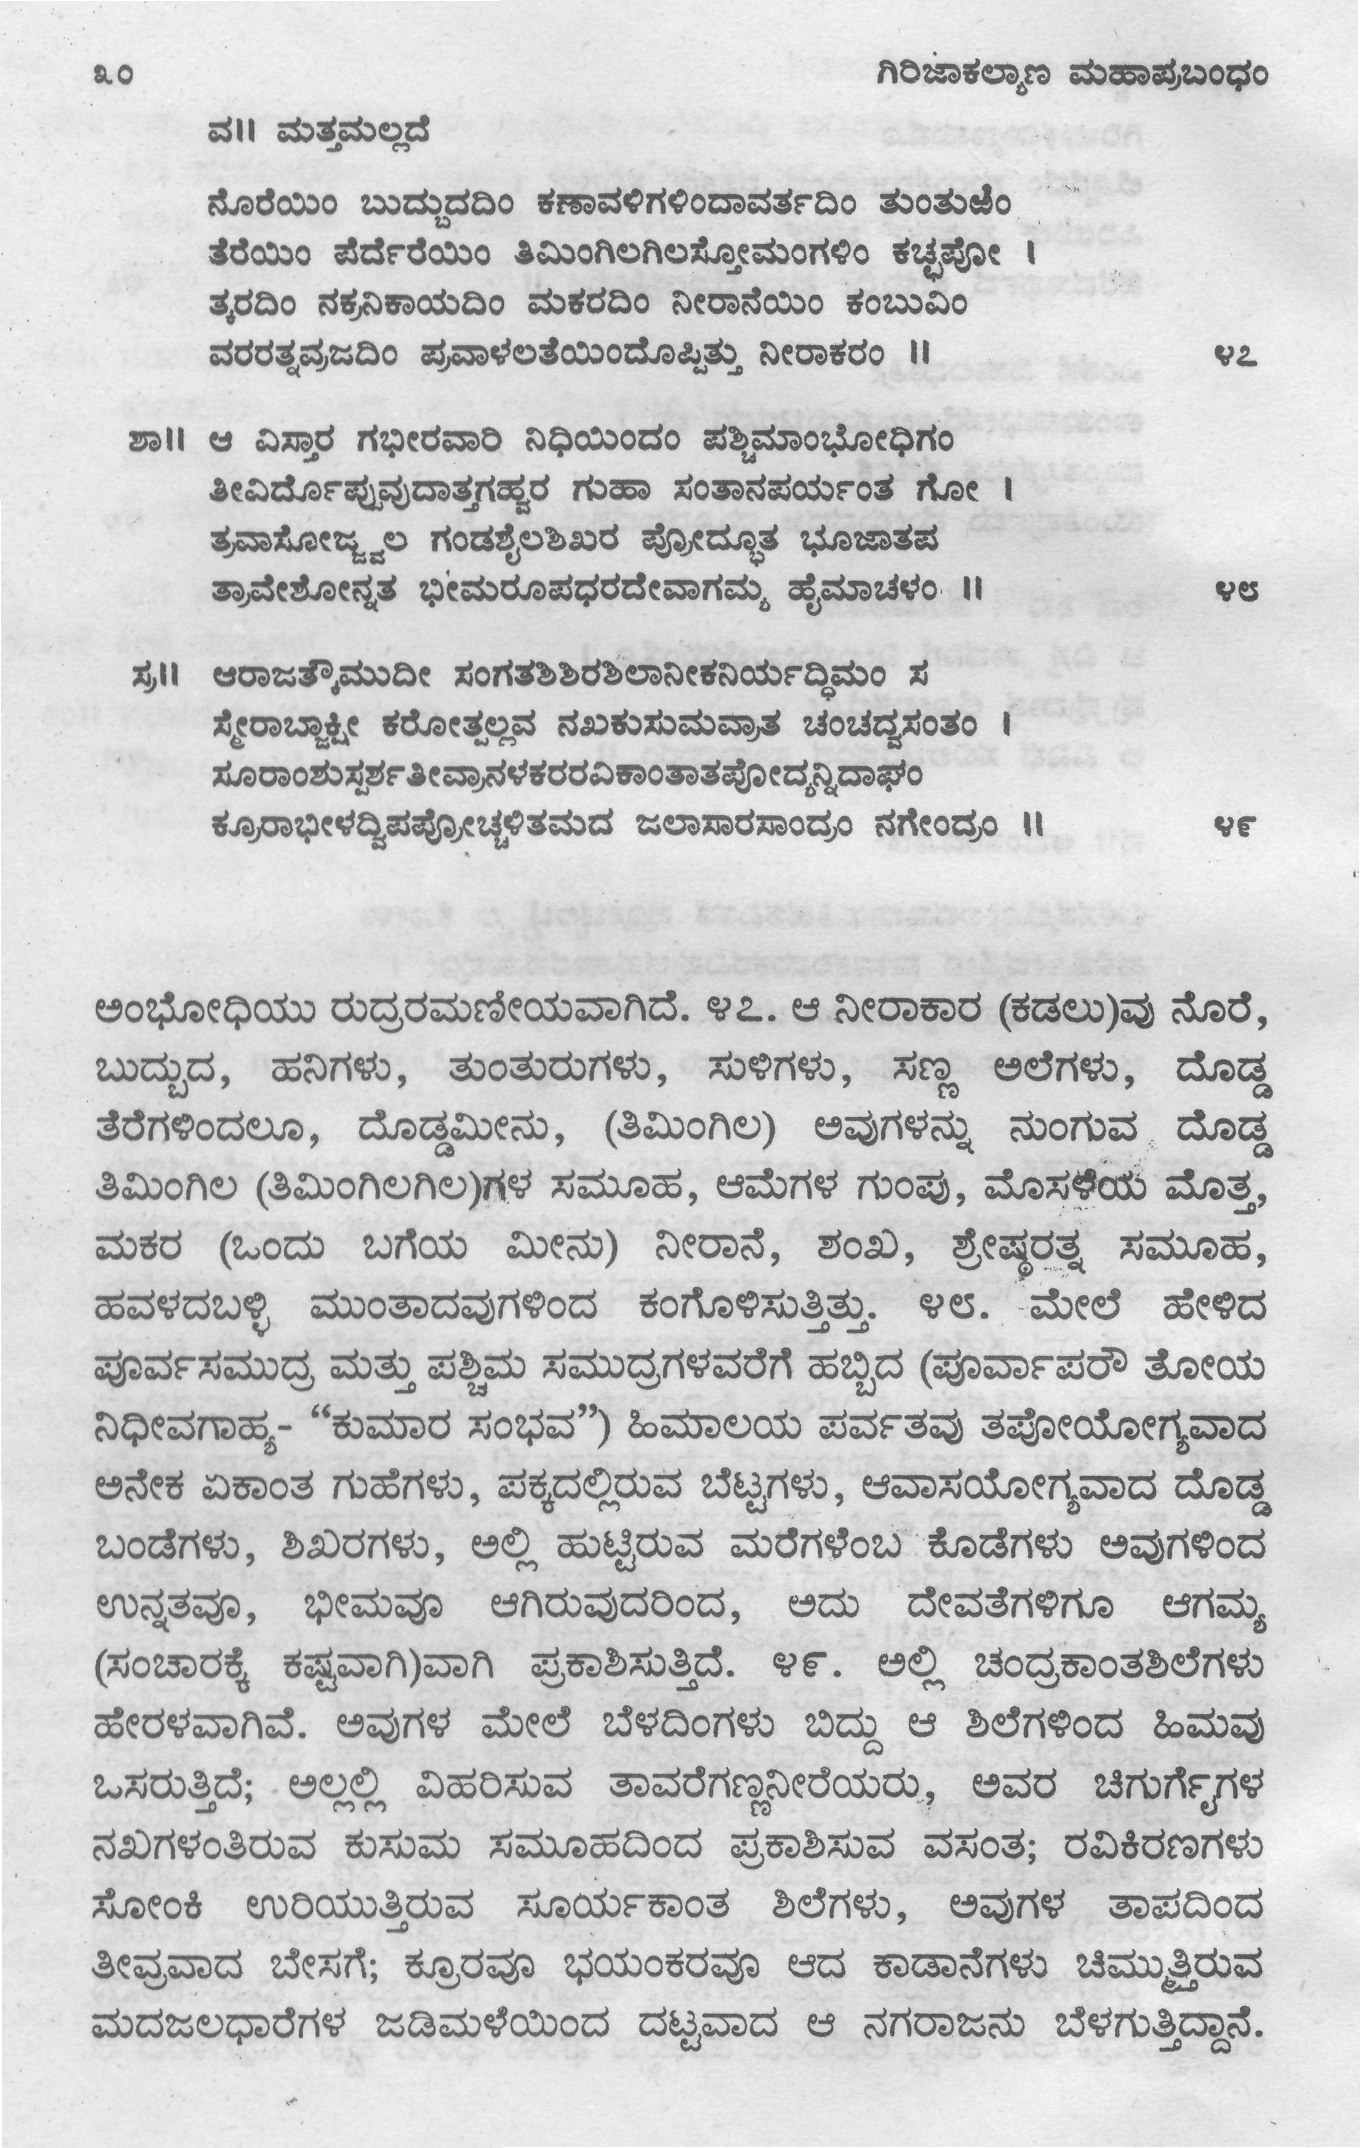 ೩೦ ಗಿರಿಜಾಕಲ್ಯಾಣ ಮಹಾಪ್ರಬಂಧಂ
ವ॥ ಮತ್ತಮಲ್ಲದೆ
ನೊರೆಯಿಂ ಬುದ್ಬುದದಿಂ ಕಣಾವಳಿಗಳಿಂದಾವರ್ತದಿಂ ತುಂತುಱಿಂ
ತೆರೆಯಿಂ ಪೆರ್ದೆರೆಯಿಂ ತಿಮಿಂಗಿಲಗಿಲಸ್ತೋಮಂಗಳಿಂ ಕಚ್ಛಪೋ ।
ತ್ಕರದಿಂ ನಕ್ರನಿಕಾಯದಿಂ ಮಕರದಿಂ ನೀರಾನೆಯಿಂ ಕಂಬುವಿಂ
ವರರತ್ನವ್ರಜದಿಂ ಪ್ರವಾಳಲತೆಯಿಂದೊಪ್ಪಿತ್ತು ನೀರಾಕರಂ ॥ ೪೭
ಶಾ॥ ಆ ವಿಸ್ತಾರ ಗಭೀರವಾರಿ ನಿಧಿಯಿಂದಂ ಪಶ್ಚಿಮಾಂಭೋಧಿಗಂ
ತೀವಿರ್ದೊಪ್ಪುವುದಾತ್ತಗಹ್ವರ ಗುಹಾ ಸಂತಾನಪರ್ಯಂತ ಗೋ ।
ತ್ರವಾಸೋಜ್ಜ್ವಲ ಗಂಡಶೈಲಶಿಖರ ಪ್ರೋದ್ಭೂತ ಭೂಜಾತಪ
ತ್ರಾವೇಶೋನ್ನತ ಭೀಮರೂಪಧರದೇವಾಗಮ್ಯ ಹೈಮಾಚಳಂ ॥ ೪೮
ಸ್ರ॥ ಆರಾಜತ್ಕೌಮುದೀ ಸಂಗತಶಿಶಿರಶಿಲಾನೀಕನಿರ್ಯದ್ಧಿಮಂ ಸ
ಸ್ಮೇರಾಬ್ಜಾಕ್ಷೀ ಕರೋತ್ಪಲ್ಲವ ನಖಕುಸುಮವ್ರಾತ ಚಂಚದ್ವಸಂತಂ ।
ಸೂರಾಂಶುಸ್ಪರ್ಶತೀವ್ರಾನಳಕರರವಿಕಾಂತಾತಪೋದ್ಯನ್ನಿದಾಘಂ
ಕ್ರೂರಾಭೀಳದ್ವಿಪಪ್ರೋಚ್ಚಳಿತಮದ ಜಲಾಸಾರಸಾಂದ್ರಂ ನಗೇಂದ್ರಂ ॥ ೪೯
ಅಂಭೋಧಿಯು ರುದ್ರರಮಣೀಯವಾಗಿದೆ. ೪೭. ಆ ನೀರಾಕಾರ (ಕಡಲು)ವು ನೊರೆ,
ಬುದ್ಬುದ, ಹನಿಗಳು, ತುಂತುರುಗಳು, ಸುಳಿಗಳು, ಸಣ್ಣ ಅಲೆಗಳು, ದೊಡ್ಡ
ತೆರೆಗಳಿಂದಲೂ, ದೊಡ್ಡಮೀನು, (ತಿಮಿಂಗಿಲ) ಅವುಗಳನ್ನು ನುಂಗುವ ದೊಡ್ಡ
ತಿಮಿಂಗಿಲ (ತಿಮಿಂಗಿಲಗಿಲ)ಗಳ ಸಮೂಹ, ಆಮೆಗಳ ಗುಂಪು, ಮೊಸಳೆಯ ಮೊತ್ತ,
ಮಕರ (ಒಂದು ಬಗೆಯ ಮೀನು) ನೀರಾನೆ, ಶಂಖ, ಶ್ರೇಷ್ಠರತ್ನ ಸಮೂಹ,
ಹವಳದಬಳ್ಳಿ ಮುಂತಾದವುಗಳಿಂದ ಕಂಗೊಳಿಸುತ್ತಿತ್ತು. ೪೮. ಮೇಲೆ ಹೇಳಿದ
ಪೂರ್ವಸಮುದ್ರ ಮತ್ತು ಪಶ್ಚಿಮ ಸಮುದ್ರಗಳವರೆಗೆ ಹಬ್ಬಿದ (ಪೂರ್ವಾಪರೌ ತೋಯ
ನಿಧೀವಗಾಹ್ಯ- “ಕುಮಾರ ಸಂಭವ”) ಹಿಮಾಲಯ ಪರ್ವತವು ತಪೋಯೋಗ್ಯವಾದ
ಅನೇಕ ಏಕಾಂತ ಗುಹೆಗಳು, ಪಕ್ಕದಲ್ಲಿರುವ ಬೆಟ್ಟಗಳು, ಆವಾಸಯೋಗ್ಯವಾದ ದೊಡ್ಡ
ಬಂಡೆಗಳು, ಶಿಖರಗಳು, ಅಲ್ಲಿ ಹುಟ್ಟಿರುವ ಮರೆಗಳೆಂಬ ಕೊಡೆಗಳು ಅವುಗಳಿಂದ
ಉನ್ನತವೂ, ಭೀಮವೂ ಆಗಿರುವುದರಿಂದ, ಅದು ದೇವತೆಗಳಿಗೂ ಆಗಮ್ಯ
(ಸಂಚಾರಕ್ಕೆ ಕಷ್ಟವಾಗಿ)ವಾಗಿ ಪ್ರಕಾಶಿಸುತ್ತಿದೆ. ೪೯. ಅಲ್ಲಿ ಚಂದ್ರಕಾಂತಶಿಲೆಗಳು
ಹೇರಳವಾಗಿವೆ. ಅವುಗಳ ಮೇಲೆ ಬೆಳದಿಂಗಳು ಬಿದ್ದು ಆ ಶಿಲೆಗಳಿಂದ ಹಿಮವು
ಒಸರುತ್ತಿದೆ; ಅಲ್ಲಲ್ಲಿ ವಿಹರಿಸುವ ತಾವರೆಗಣ್ಣನೀರೆಯರು, ಅವರ ಚಿಗುರ್ಗೈಗಳ
ನಖಗಳಂತಿರುವ ಕುಸುಮ ಸಮೂಹದಿಂದ ಪ್ರಕಾಶಿಸುವ ವಸಂತ; ರವಿಕಿರಣಗಳು
ಸೋಂಕಿ ಉರಿಯುತ್ತಿರುವ ಸೂರ್ಯಕಾಂತ ಶಿಲೆಗಳು, ಅವುಗಳ ತಾಪದಿಂದ
ತೀವ್ರವಾದ ಬೇಸಗೆ; ಕ್ರೂರವೂ ಭಯಂಕರವೂ ಆದ ಕಾಡಾನೆಗಳು ಚಿಮ್ಮುತ್ತಿರುವ
ಮದಜಲಧಾರೆಗಳ ಜಡಿಮಳೆಯಿಂದ ದಟ್ಟವಾದ ಆ ನಗರಾಜನು ಬೆಳಗುತ್ತಿದ್ದಾನೆ.